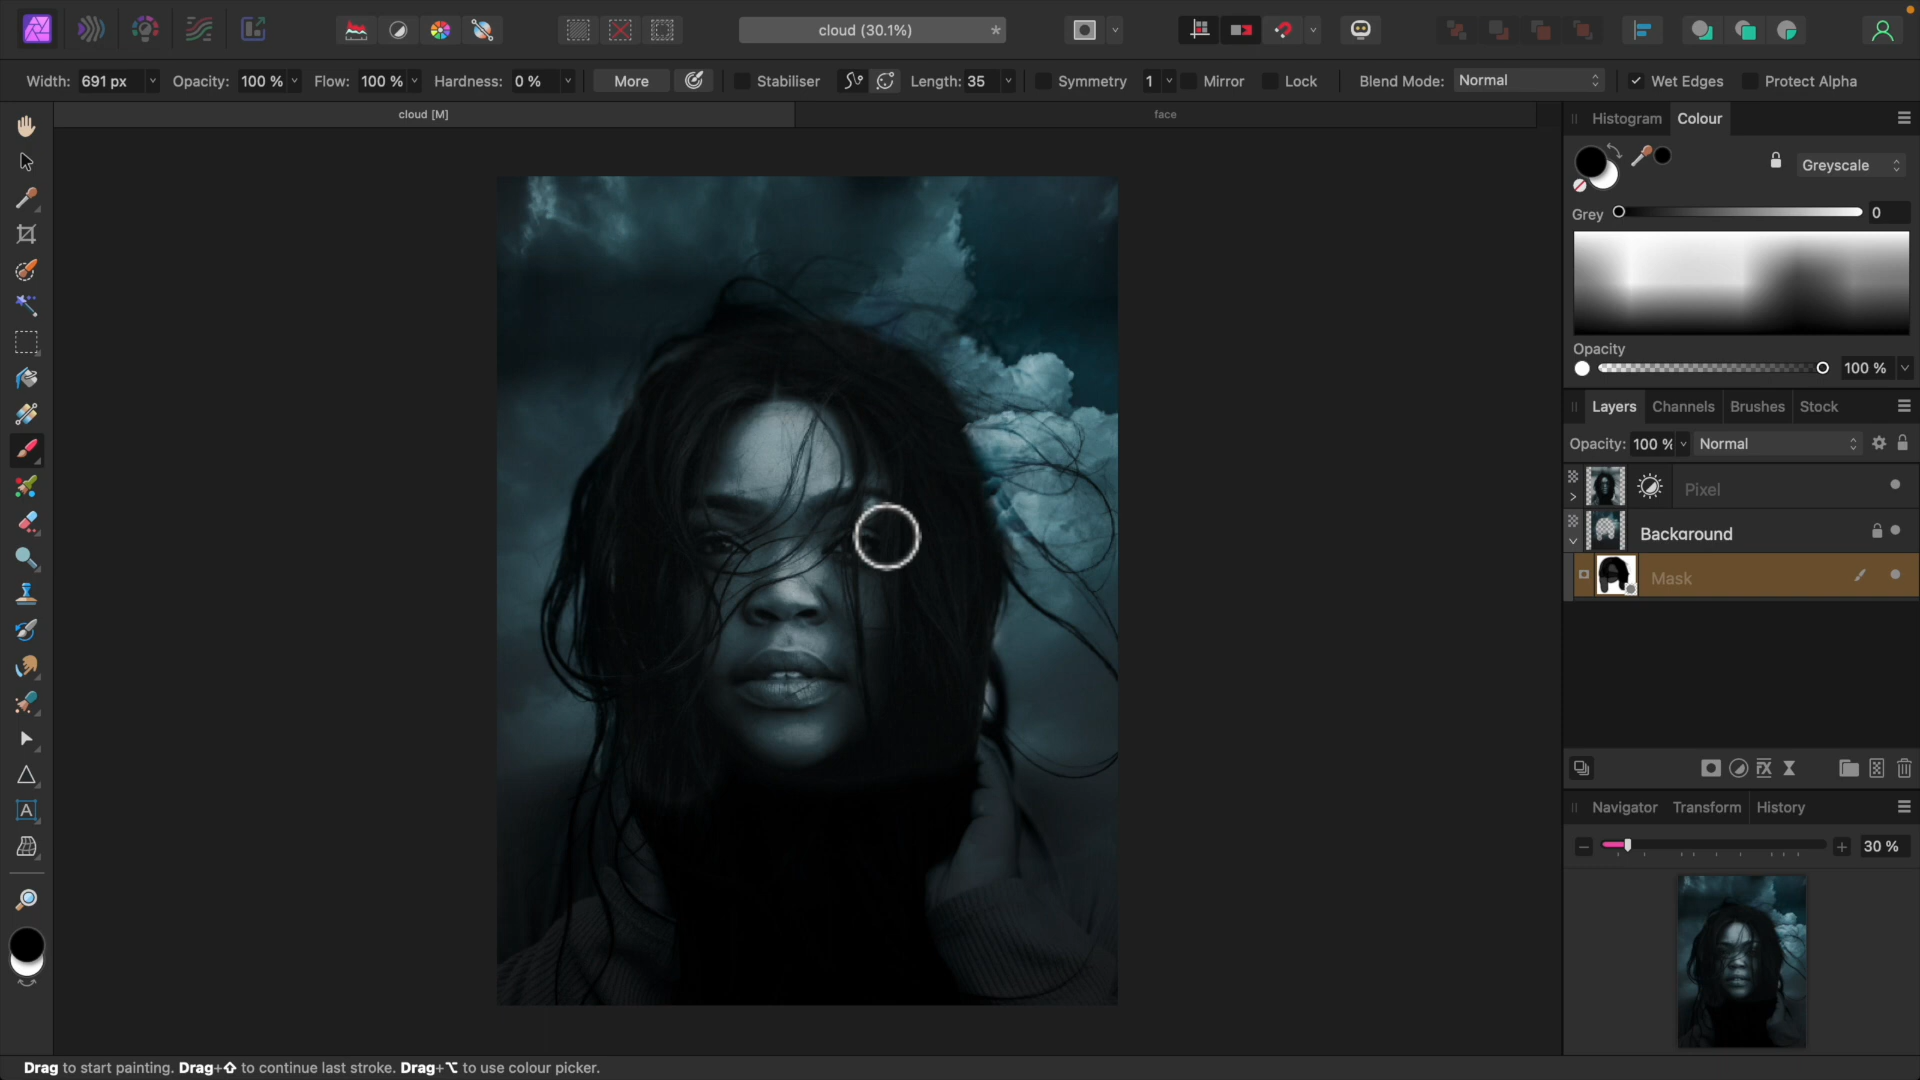 cloud (30.1%) *
Width: 691 px Opacity: 100 % Flow: 100 % Hardness: 0 % More Stabiliser Length: 35 Symmetry 1 Mirror Lock Blend Mode: Normal Wet Edges Protect Alpha
cloud [M] face
Histogram Colour
Greyscale
Grey 0
Opacity
100 %
Layers Channels Brushes Stock
Opacity: 100 % Normal
Pixel
Background
Mask
Navigator Transform History
30 %
A
Drag to start painting. Drag+⇧ to continue last stroke. Drag+⌥ to use colour picker.